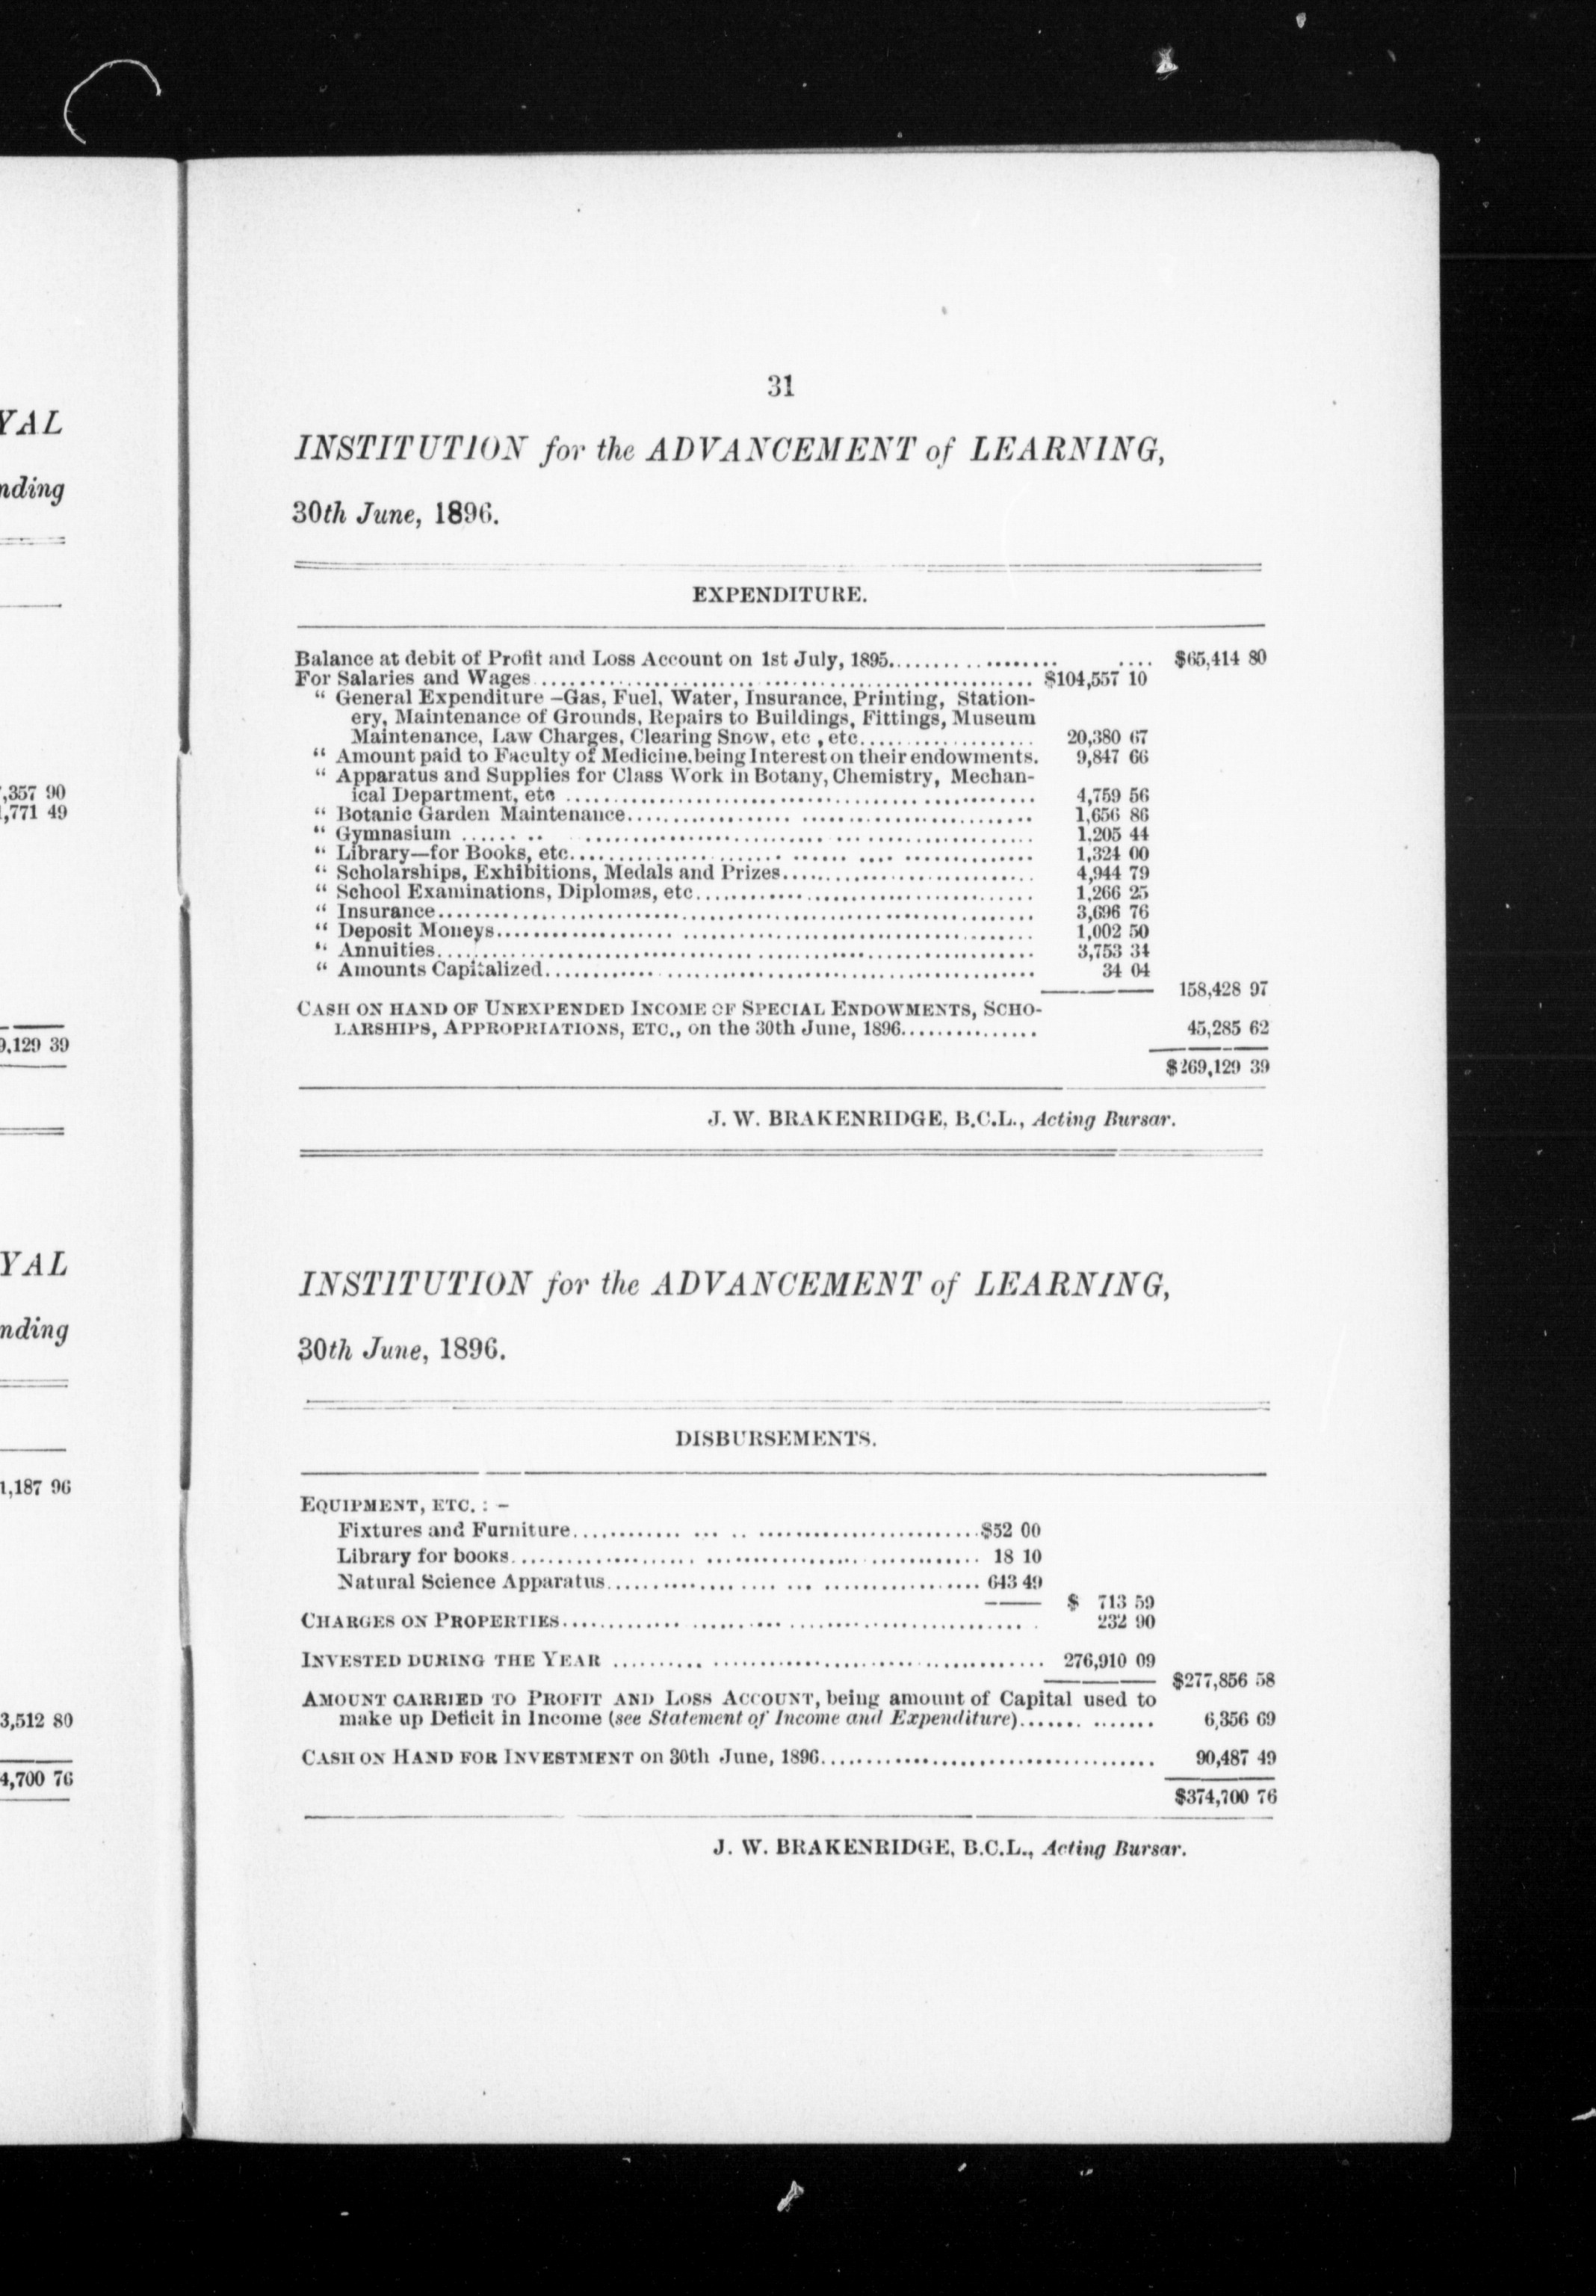 YAL
nding
,357 90
,771 49
9,129 39
YAL
nding
1,187 96
3,512 80
4,700 76
31
INSTITUTION for the ADVANCEMENT of LEARNING,
30th June, 1896.
EXPENDITURE.
Balance at debit of Profit and Loss Account on 1st July, 1895.................... .... $65,414 80
For Salaries and Wages................................................ $104,557 10
“ General Expenditure –Gas, Fuel, Water, Insurance, Printing, Station-
ery, Maintenance of Grounds, Repairs to Buildings, Fittings, Museum
Maintenance, Law Charges, Clearing Snow, etc , etc.................... 20,380 67
“ Amount paid to Faculty of Medicine, being Interest on their endowments. 9,847 66
“ Apparatus and Supplies for Class Work in Botany, Chemistry, Mechan-
ical Department, etc ................................................ 4,759 56
“ Botanic Garden Maintenance.......................................... 1,656 86
“ Gymnasium .......................................................... 1,205 44
“ Library—for Books, etc.............................................. 1,324 00
“ Scholarships, Exhibitions, Medals and Prizes........................ 4,944 79
“ School Examinations, Diplomas, etc.................................. 1,266 25
“ Insurance........................................................... 3,696 76
“ Deposit Moneys...................................................... 1,002 50
“ Annuities........................................................... 3,753 34
“ Amounts Capitalized................................................. 34 04
158,428 97
CASH ON HAND OF UNEXPENDED INCOME OF SPECIAL ENDOWMENTS, SCHO-
LARSHIPS, APPROPRIATIONS, ETC., on the 30th June, 1896............... 45,285 62
$269,129 39
J. W. BRAKENRIDGE, B.C.L., Acting Bursar.
INSTITUTION for the ADVANCEMENT of LEARNING,
30th June, 1896.
DISBURSEMENTS.
EQUIPMENT, ETC. : –
Fixtures and Furniture........................................$52 00
Library for books............................................. 18 10
Natural Science Apparatus..................................... 643 49
$ 713 59
CHARGES ON PROPERTIES................................................ 232 90
INVESTED DURING THE YEAR ............................................ 276,910 09
$277,856 58
AMOUNT CARRIED TO PROFIT AND LOSS ACCOUNT, being amount of Capital used to
make up Deficit in Income (see Statement of Income and Expenditure).............. 6,356 69
CASH ON HAND FOR INVESTMENT on 30th June, 1896.................................... 90,487 49
$374,700 76
J. W. BRAKENRIDGE, B.C.L., Acting Bursar.